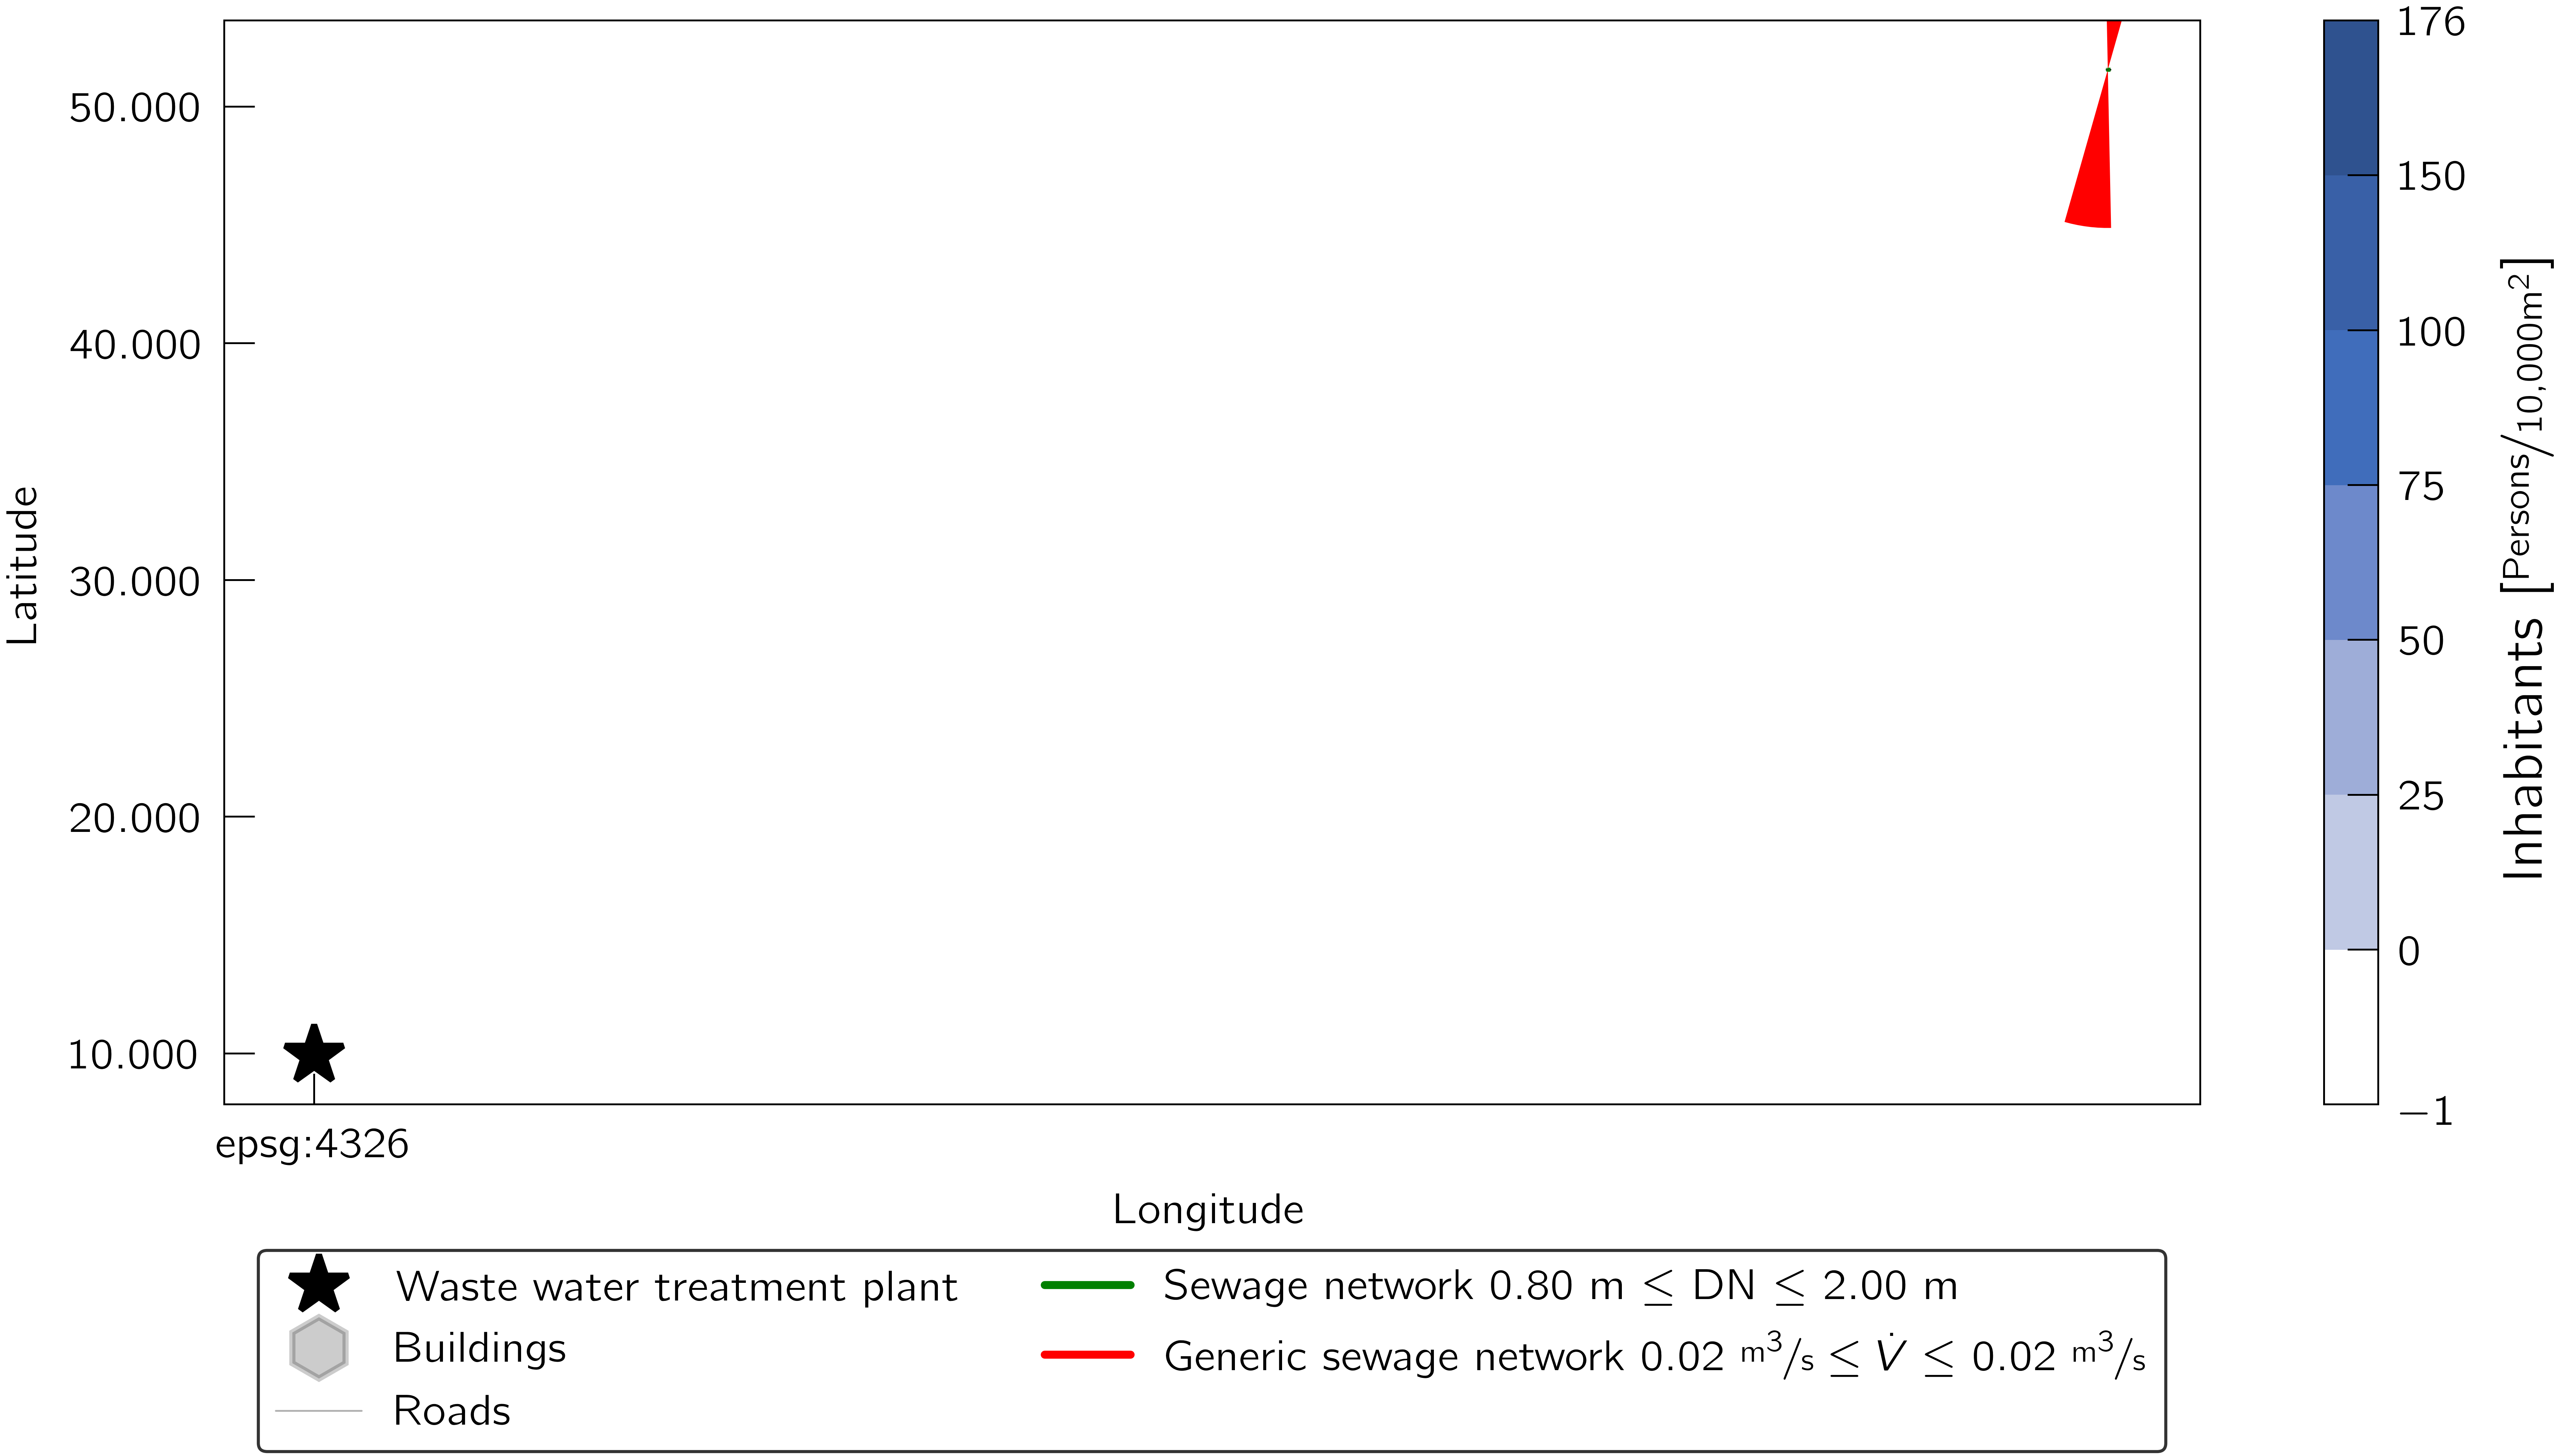 50.000
40.000
30.000
20.000
10.000
Latitude
epsg:4326
Longitude
176
150
100
75
50
25
0
−1
Inhabitants [Persons/10,000m²]
Waste water treatment plant
Buildings
Roads
Sewage network 0.80 m ≤ DN ≤ 2.00 m
Generic sewage network 0.02 m³/s ≤ V̇ ≤ 0.02 m³/s